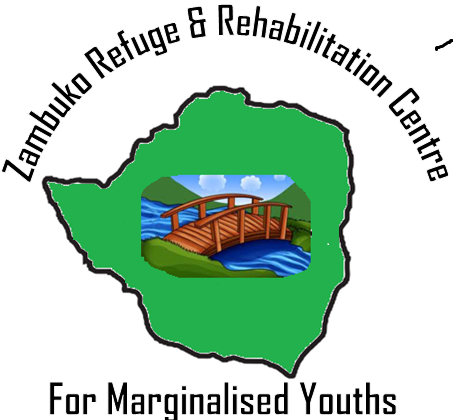 Zambuko Refuge & Rehabilitation Centre
For Marginalised Youths